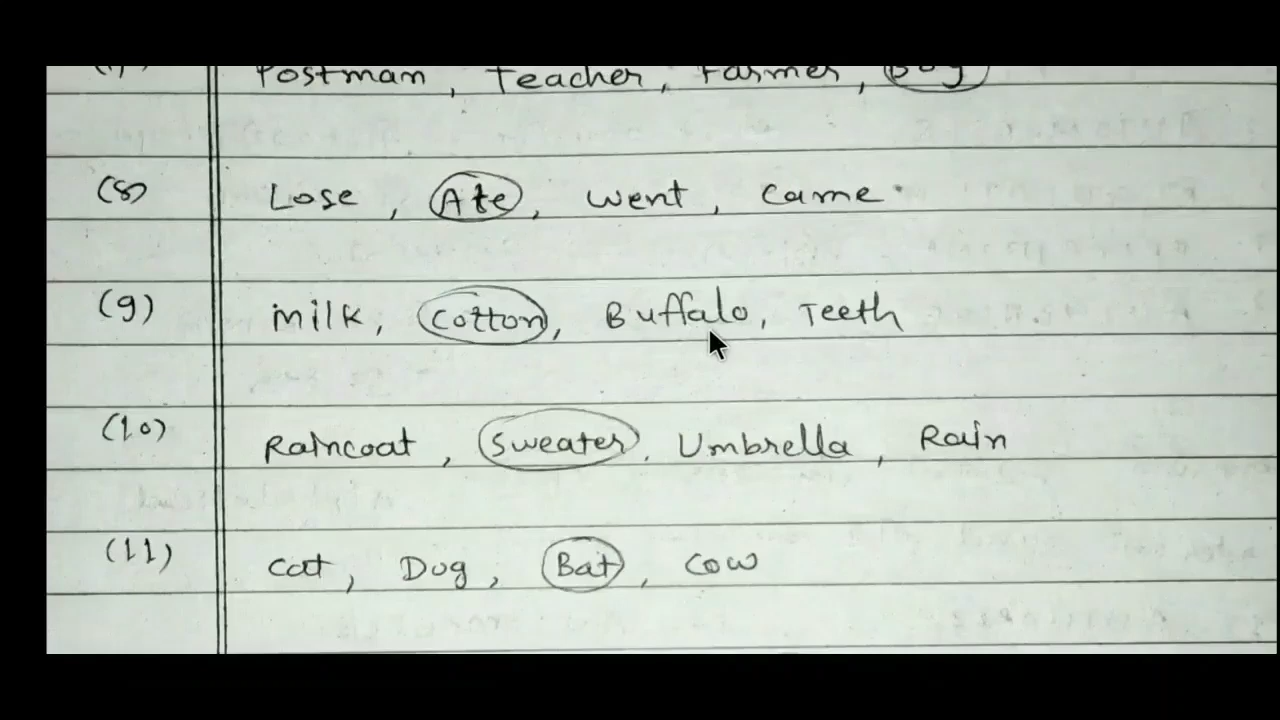 Postman, Teacher, Farmer,
(8) Lose, Ate, went, came
(9) milk, cotton, Buffalo, Teeth
(10) Raincoat, Sweater, Umbrella, Rain
(11) Cat, Dog, Bat, Cow